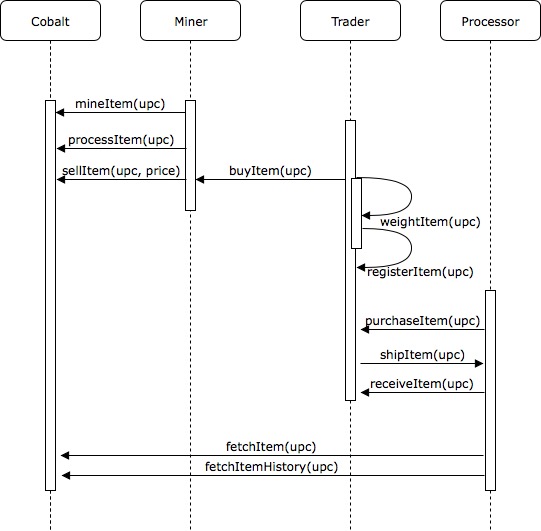 Cobalt
Miner
Trader
Processor
mineItem(upc)
processItem(upc)
sellItem(upc, price)
buyItem(upc)
weightItem(upc)
registerItem(upc)
purchaseItem(upc)
shipItem(upc)
receiveItem(upc)
fetchItem(upc)
fetchItemHistory(upc)